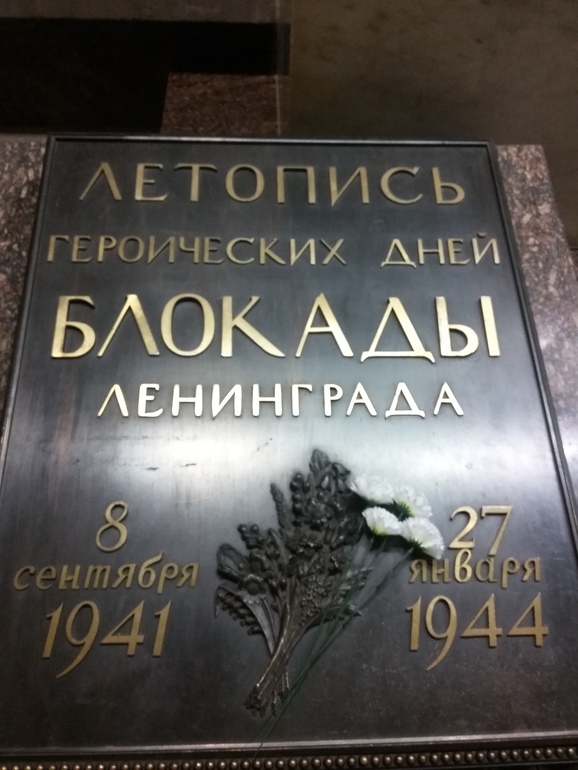 ЛЕТОПИСЬ
ГЕРОИЧЕСКИХ ДНЕЙ
БЛОКАДЫ
ЛЕНИНГРАДА
8
сентября
1941
27
января
1944